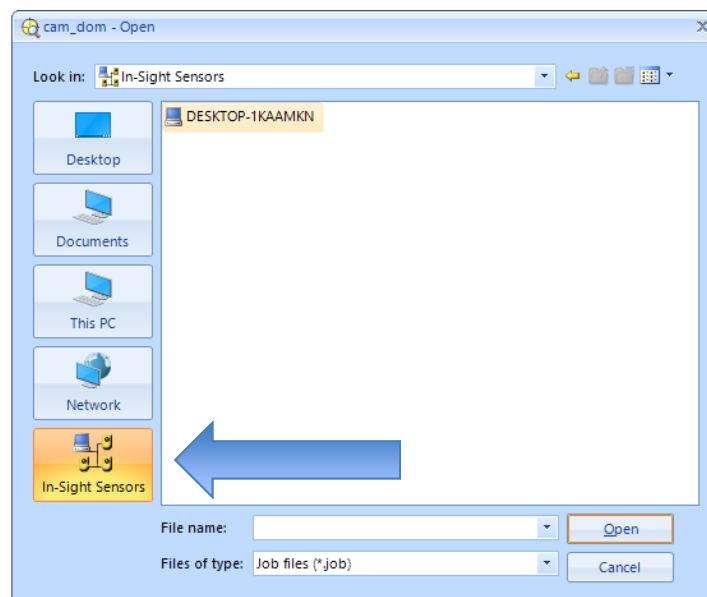 cam_dom - Open
Look in: In-Sight Sensors
DESKTOP-1KAAMKN
Desktop
Documents
This PC
Network
In-Sight Sensors
File name:
Open
Files of type: Job files (*.job)
Cancel